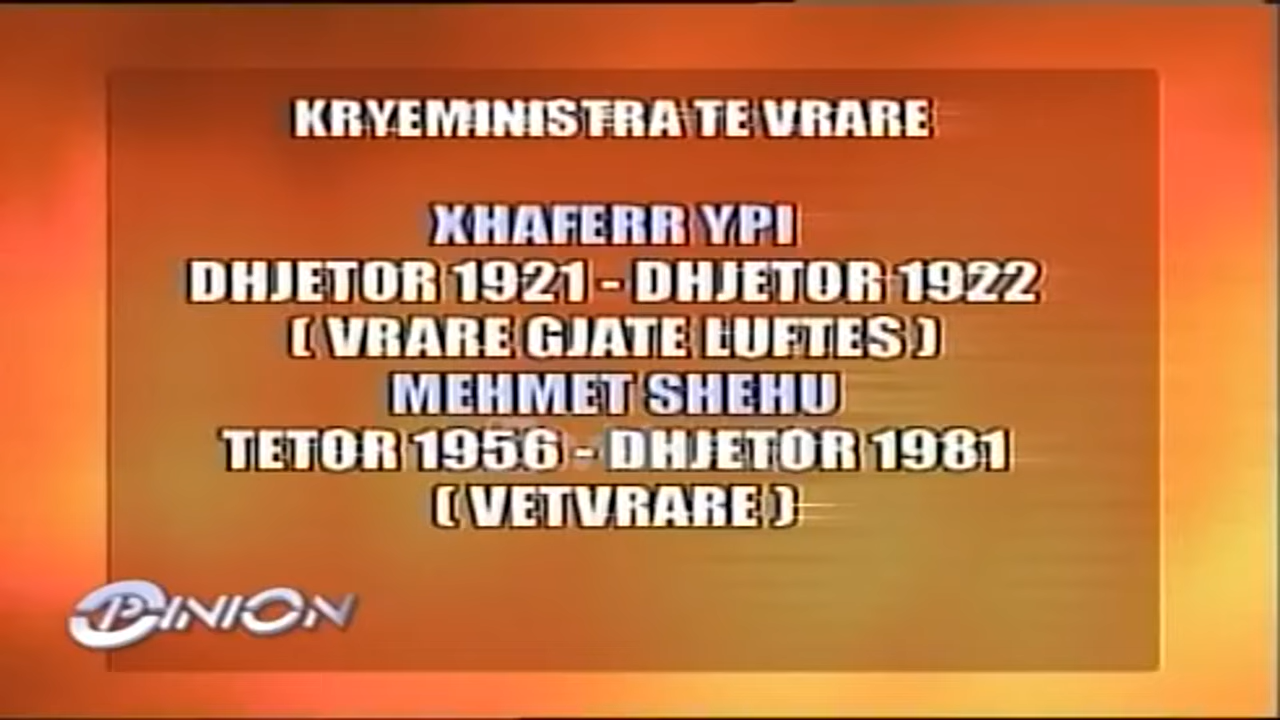 KRYEMINISTRA TE VRARE
XHAFERR YPI
DHJETOR 1921 - DHJETOR 1922
( VRARE GJATE LUFTES )
MEHMET SHEHU
TETOR 1956 - DHJETOR 1981
( VETVRARE )
OPINION